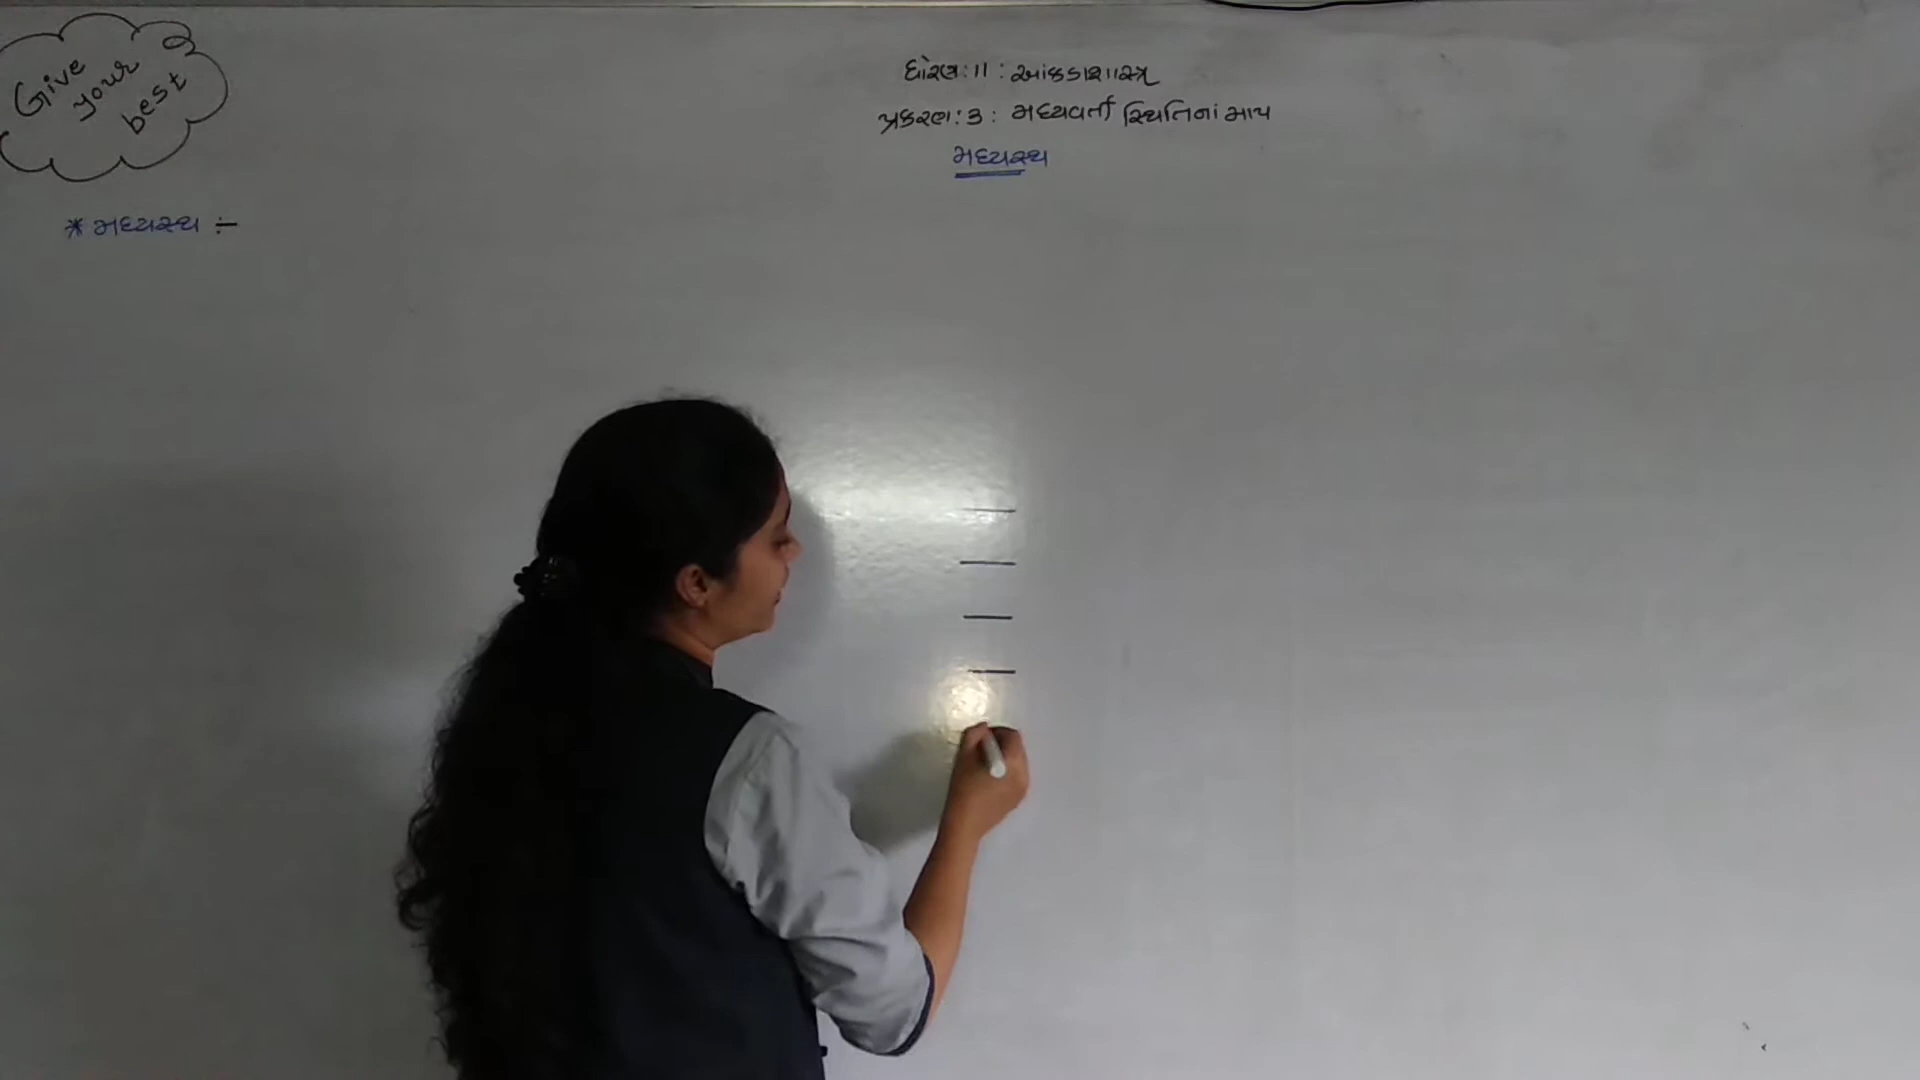 Give
your
best
ધોરણ : 11 : આંકડાશાસ્ત્ર
પ્રકરણ : 3 : મધ્યવર્તી સ્થિતિનાં માપ
મધ્યસ્થ
* મધ્યસ્થ ÷